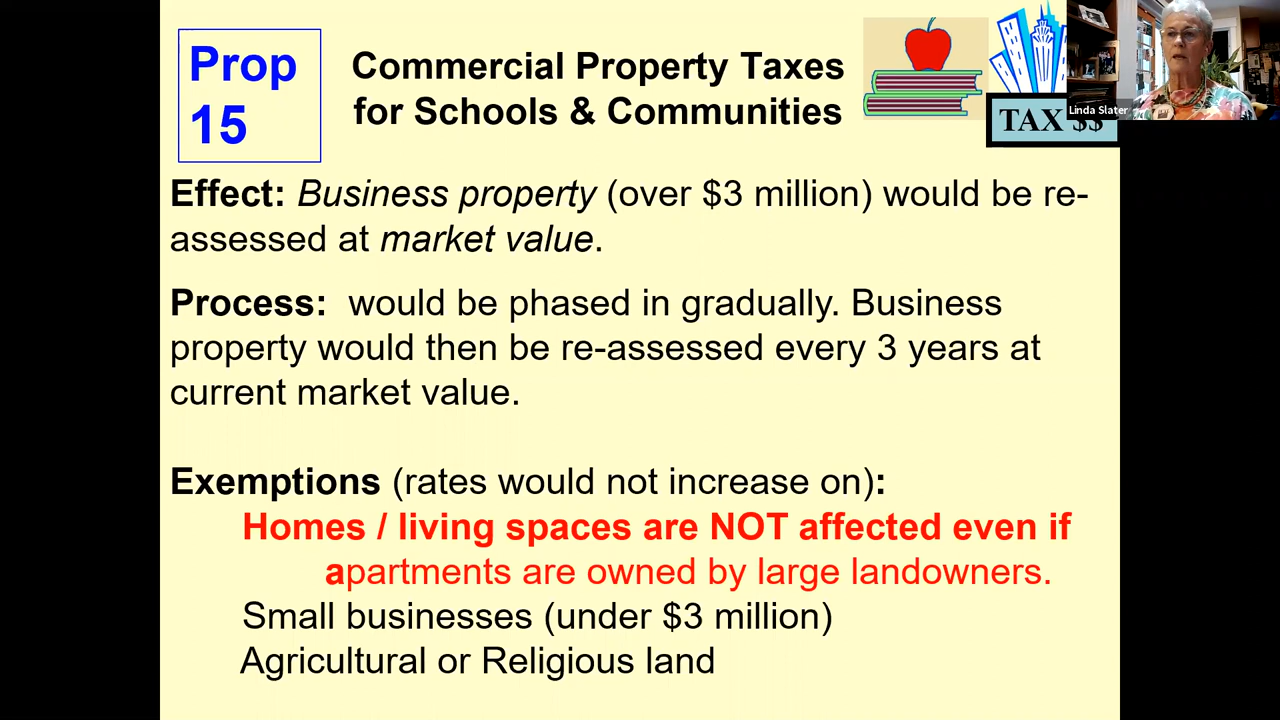 Prop
15
Commercial Property Taxes
for Schools & Communities
TAX $$
Linda Slater
Effect: Business property (over $3 million) would be re-
assessed at market value.
Process: would be phased in gradually. Business
property would then be re-assessed every 3 years at
current market value.
Exemptions (rates would not increase on):
Homes / living spaces are NOT affected even if
apartments are owned by large landowners.
Small businesses (under $3 million)
Agricultural or Religious land